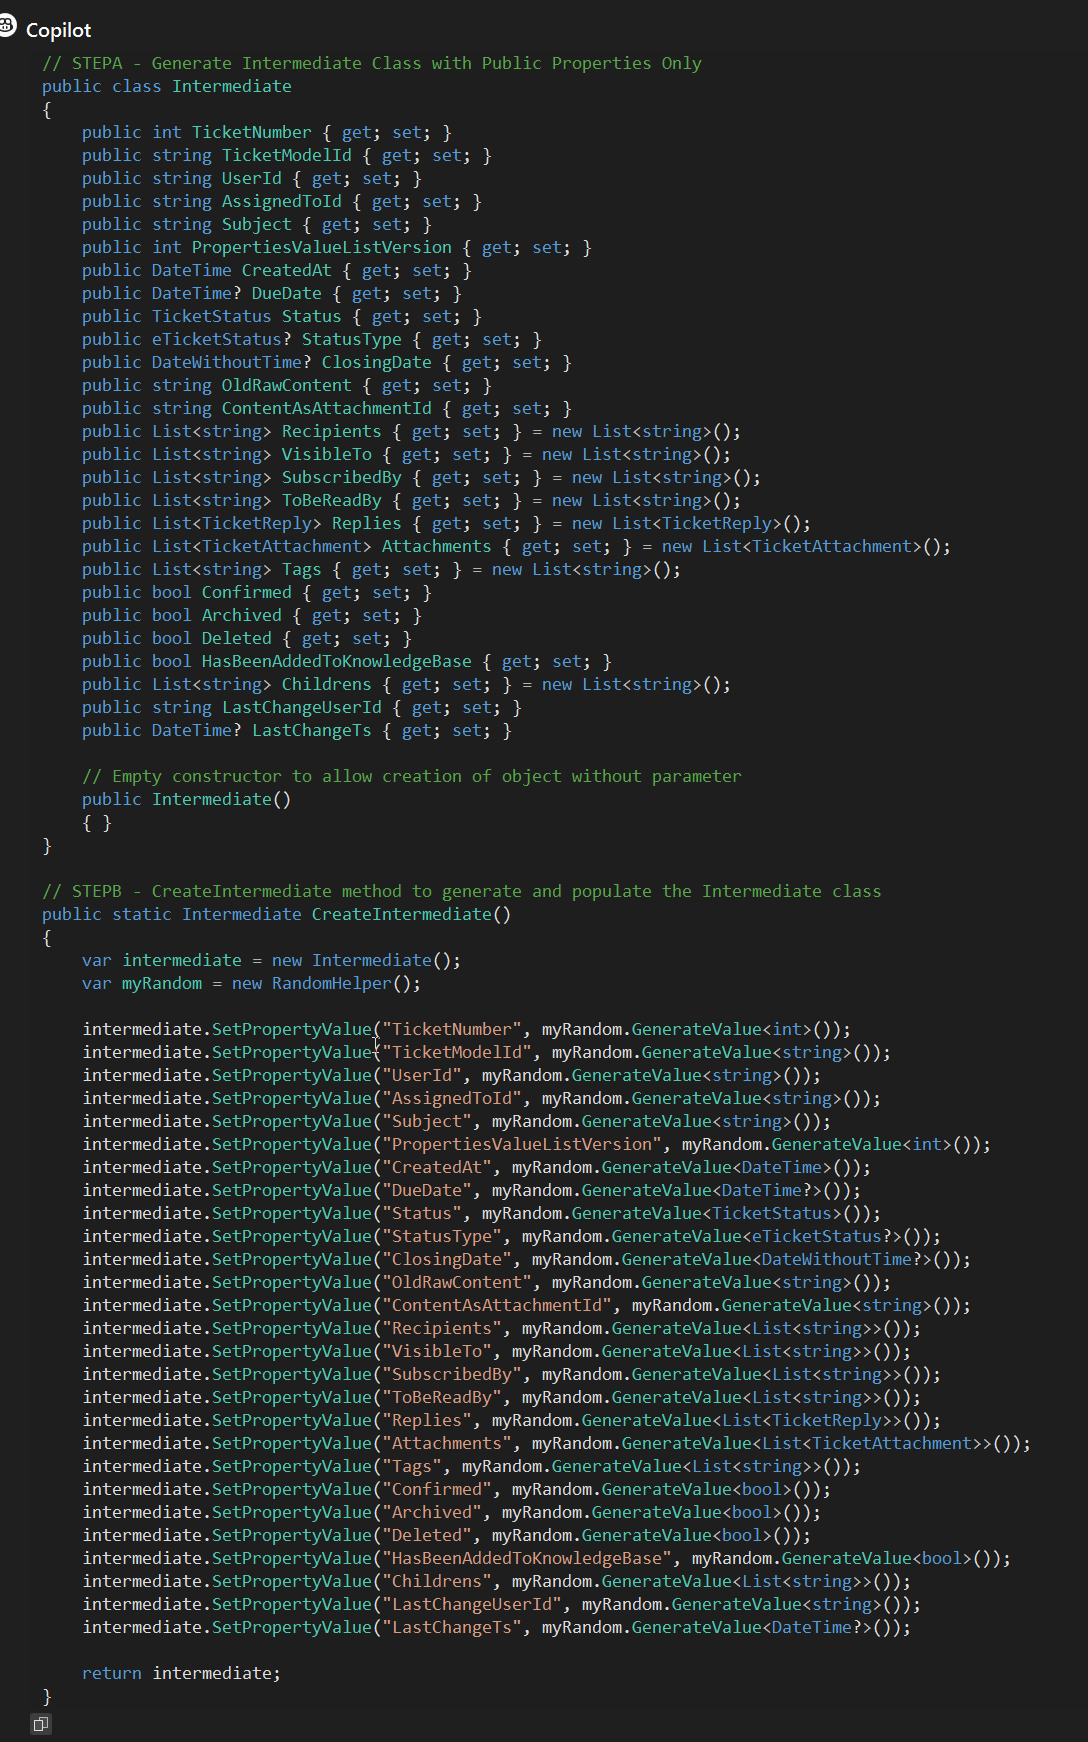 Copilot
// STEPA - Generate Intermediate Class with Public Properties Only
public class Intermediate
{
    public int TicketNumber { get; set; }
    public string TicketModelId { get; set; }
    public string UserId { get; set; }
    public string AssignedToId { get; set; }
    public string Subject { get; set; }
    public int PropertiesValueListVersion { get; set; }
    public DateTime CreatedAt { get; set; }
    public DateTime? DueDate { get; set; }
    public TicketStatus Status { get; set; }
    public eTicketStatus? StatusType { get; set; }
    public DateWithoutTime? ClosingDate { get; set; }
    public string OldRawContent { get; set; }
    public string ContentAsAttachmentId { get; set; }
    public List<string> Recipients { get; set; } = new List<string>();
    public List<string> VisibleTo { get; set; } = new List<string>();
    public List<string> SubscribedBy { get; set; } = new List<string>();
    public List<string> ToBeReadBy { get; set; } = new List<string>();
    public List<TicketReply> Replies { get; set; } = new List<TicketReply>();
    public List<TicketAttachment> Attachments { get; set; } = new List<TicketAttachment>();
    public List<string> Tags { get; set; } = new List<string>();
    public bool Confirmed { get; set; }
    public bool Archived { get; set; }
    public bool Deleted { get; set; }
    public bool HasBeenAddedToKnowledgeBase { get; set; }
    public List<string> Childrens { get; set; } = new List<string>();
    public string LastChangeUserId { get; set; }
    public DateTime? LastChangeTs { get; set; }
    // Empty constructor to allow creation of object without parameter
    public Intermediate()
    { }
}
// STEPB - CreateIntermediate method to generate and populate the Intermediate class
public static Intermediate CreateIntermediate()
{
    var intermediate = new Intermediate();
    var myRandom = new RandomHelper();
    intermediate.SetPropertyValue("TicketNumber", myRandom.GenerateValue<int>());
    intermediate.SetPropertyValue("TicketModelId", myRandom.GenerateValue<string>());
    intermediate.SetPropertyValue("UserId", myRandom.GenerateValue<string>());
    intermediate.SetPropertyValue("AssignedToId", myRandom.GenerateValue<string>());
    intermediate.SetPropertyValue("Subject", myRandom.GenerateValue<string>());
    intermediate.SetPropertyValue("PropertiesValueListVersion", myRandom.GenerateValue<int>());
    intermediate.SetPropertyValue("CreatedAt", myRandom.GenerateValue<DateTime>());
    intermediate.SetPropertyValue("DueDate", myRandom.GenerateValue<DateTime?>());
    intermediate.SetPropertyValue("Status", myRandom.GenerateValue<TicketStatus>());
    intermediate.SetPropertyValue("StatusType", myRandom.GenerateValue<eTicketStatus?>());
    intermediate.SetPropertyValue("ClosingDate", myRandom.GenerateValue<DateWithoutTime?>());
    intermediate.SetPropertyValue("OldRawContent", myRandom.GenerateValue<string>());
    intermediate.SetPropertyValue("ContentAsAttachmentId", myRandom.GenerateValue<string>());
    intermediate.SetPropertyValue("Recipients", myRandom.GenerateValue<List<string>>());
    intermediate.SetPropertyValue("VisibleTo", myRandom.GenerateValue<List<string>>());
    intermediate.SetPropertyValue("SubscribedBy", myRandom.GenerateValue<List<string>>());
    intermediate.SetPropertyValue("ToBeReadBy", myRandom.GenerateValue<List<string>>());
    intermediate.SetPropertyValue("Replies", myRandom.GenerateValue<List<TicketReply>>());
    intermediate.SetPropertyValue("Attachments", myRandom.GenerateValue<List<TicketAttachment>>());
    intermediate.SetPropertyValue("Tags", myRandom.GenerateValue<List<string>>());
    intermediate.SetPropertyValue("Confirmed", myRandom.GenerateValue<bool>());
    intermediate.SetPropertyValue("Archived", myRandom.GenerateValue<bool>());
    intermediate.SetPropertyValue("Deleted", myRandom.GenerateValue<bool>());
    intermediate.SetPropertyValue("HasBeenAddedToKnowledgeBase", myRandom.GenerateValue<bool>());
    intermediate.SetPropertyValue("Childrens", myRandom.GenerateValue<List<string>>());
    intermediate.SetPropertyValue("LastChangeUserId", myRandom.GenerateValue<string>());
    intermediate.SetPropertyValue("LastChangeTs", myRandom.GenerateValue<DateTime?>());
    return intermediate;
}